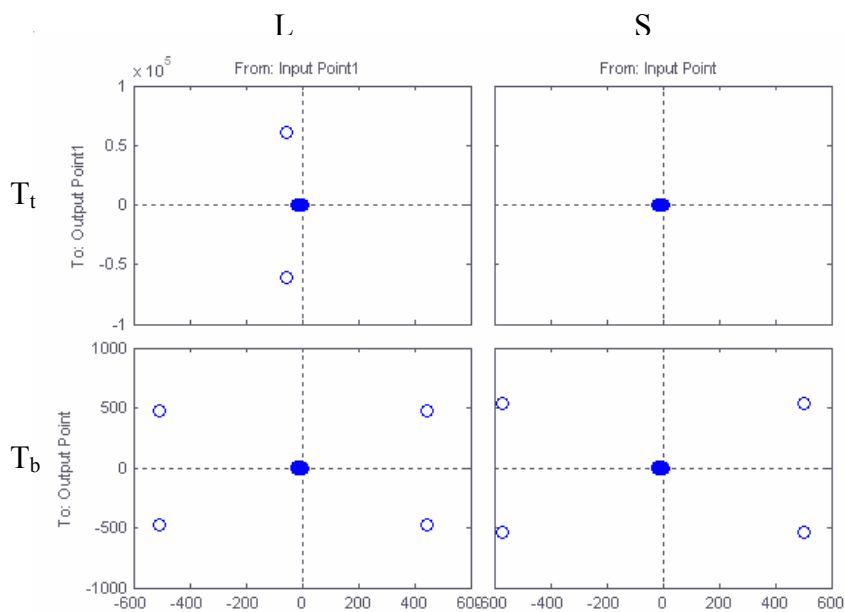 L S
From: Input Point1 From: Input Point
× 10^5
1
0.5
0
-0.5
-1
To: Output Point1
T_t
1000
500
0
-500
-1000
To: Output Point
T_b
-600 -400 -200 0 200 400 600 -600 -400 -200 0 200 400 600